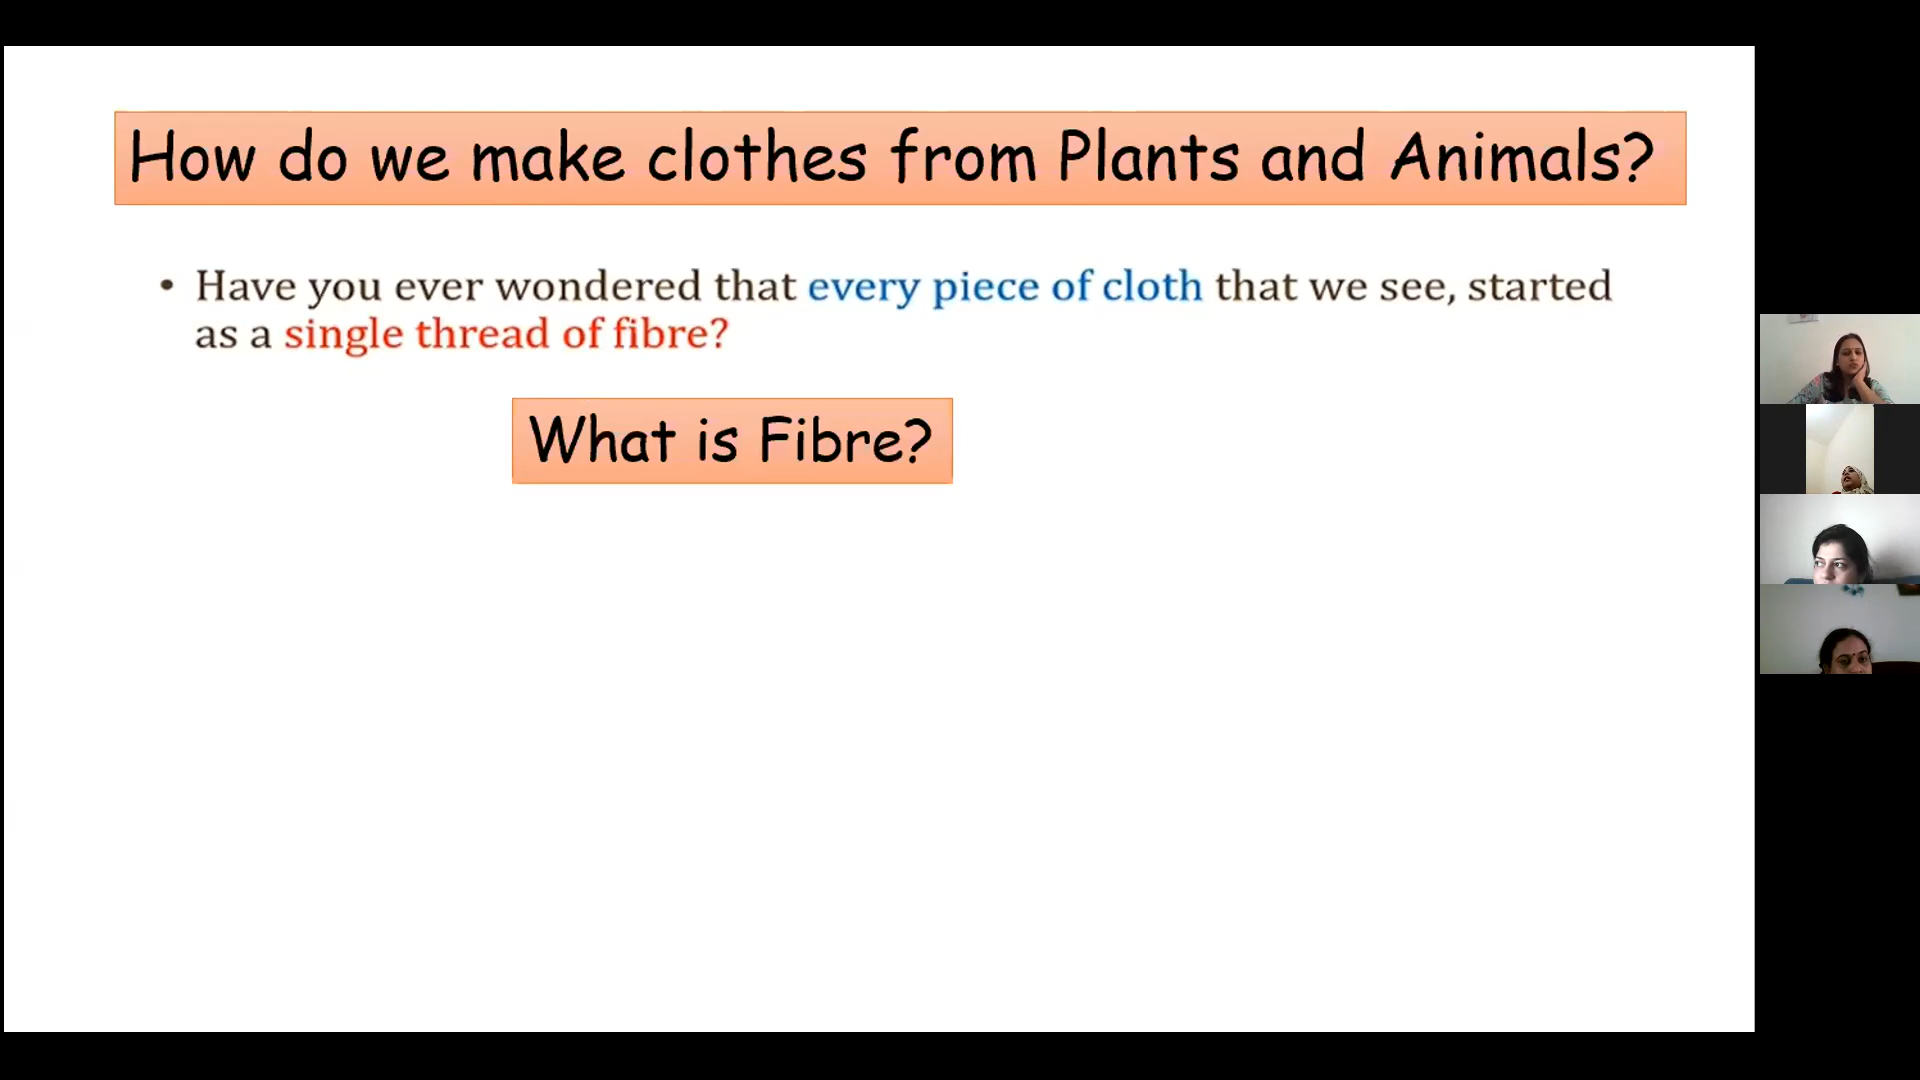 How do we make clothes from Plants and Animals?
• Have you ever wondered that every piece of cloth that we see, started
as a single thread of fibre?
What is Fibre?